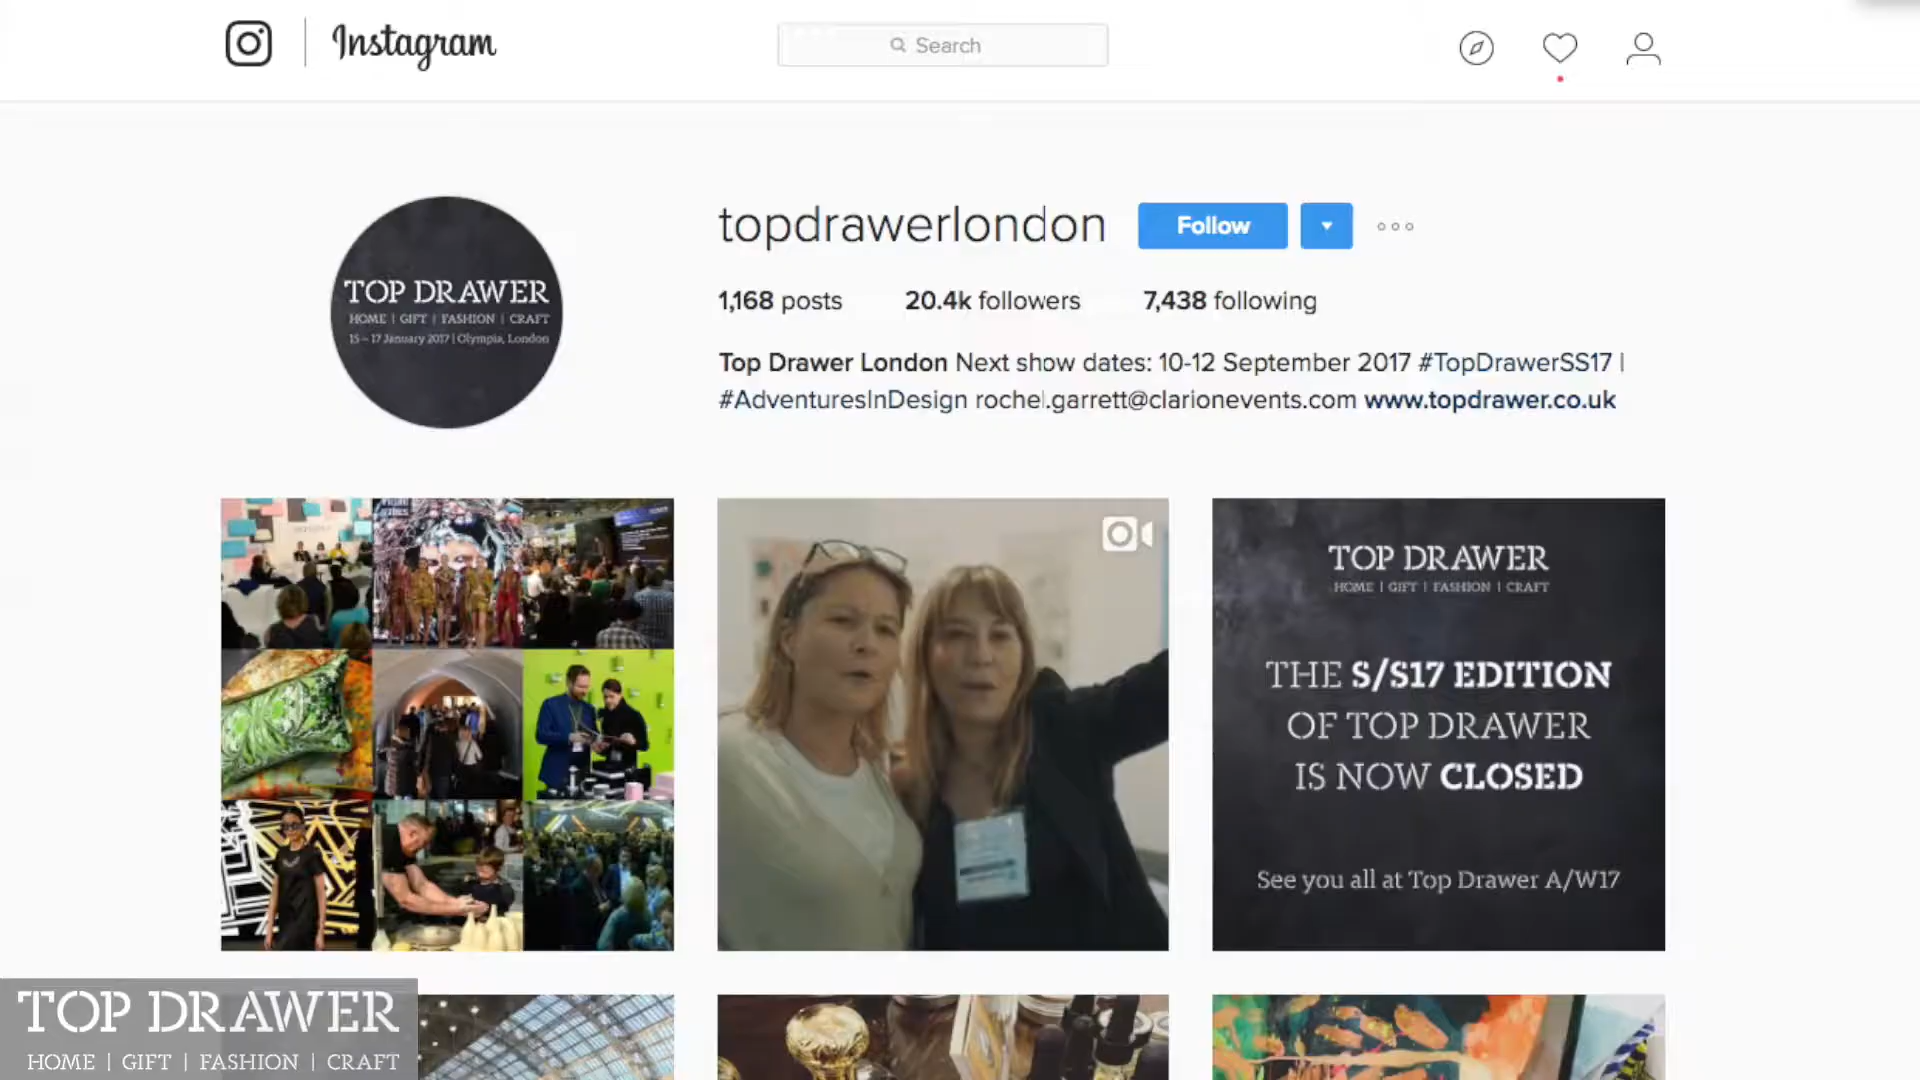 Instagram
Search
topdrawerlondon
Follow
1,168 posts 20.4k followers 7,438 following
Top Drawer London Next show dates: 10-12 September 2017 #TopDrawerSS17 |
#AdventuresInDesign rochel.garrett@clarionevents.com www.topdrawer.co.uk
TOP DRAWER
HOME | GIFT | FASHION | CRAFT
15 – 17 January 2017 | Olympia, London
TOP DRAWER
HOME | GIFT | FASHION | CRAFT
THE S/S17 EDITION
OF TOP DRAWER
IS NOW CLOSED
See you all at Top Drawer A/W17
TOP DRAWER
HOME | GIFT | FASHION | CRAFT